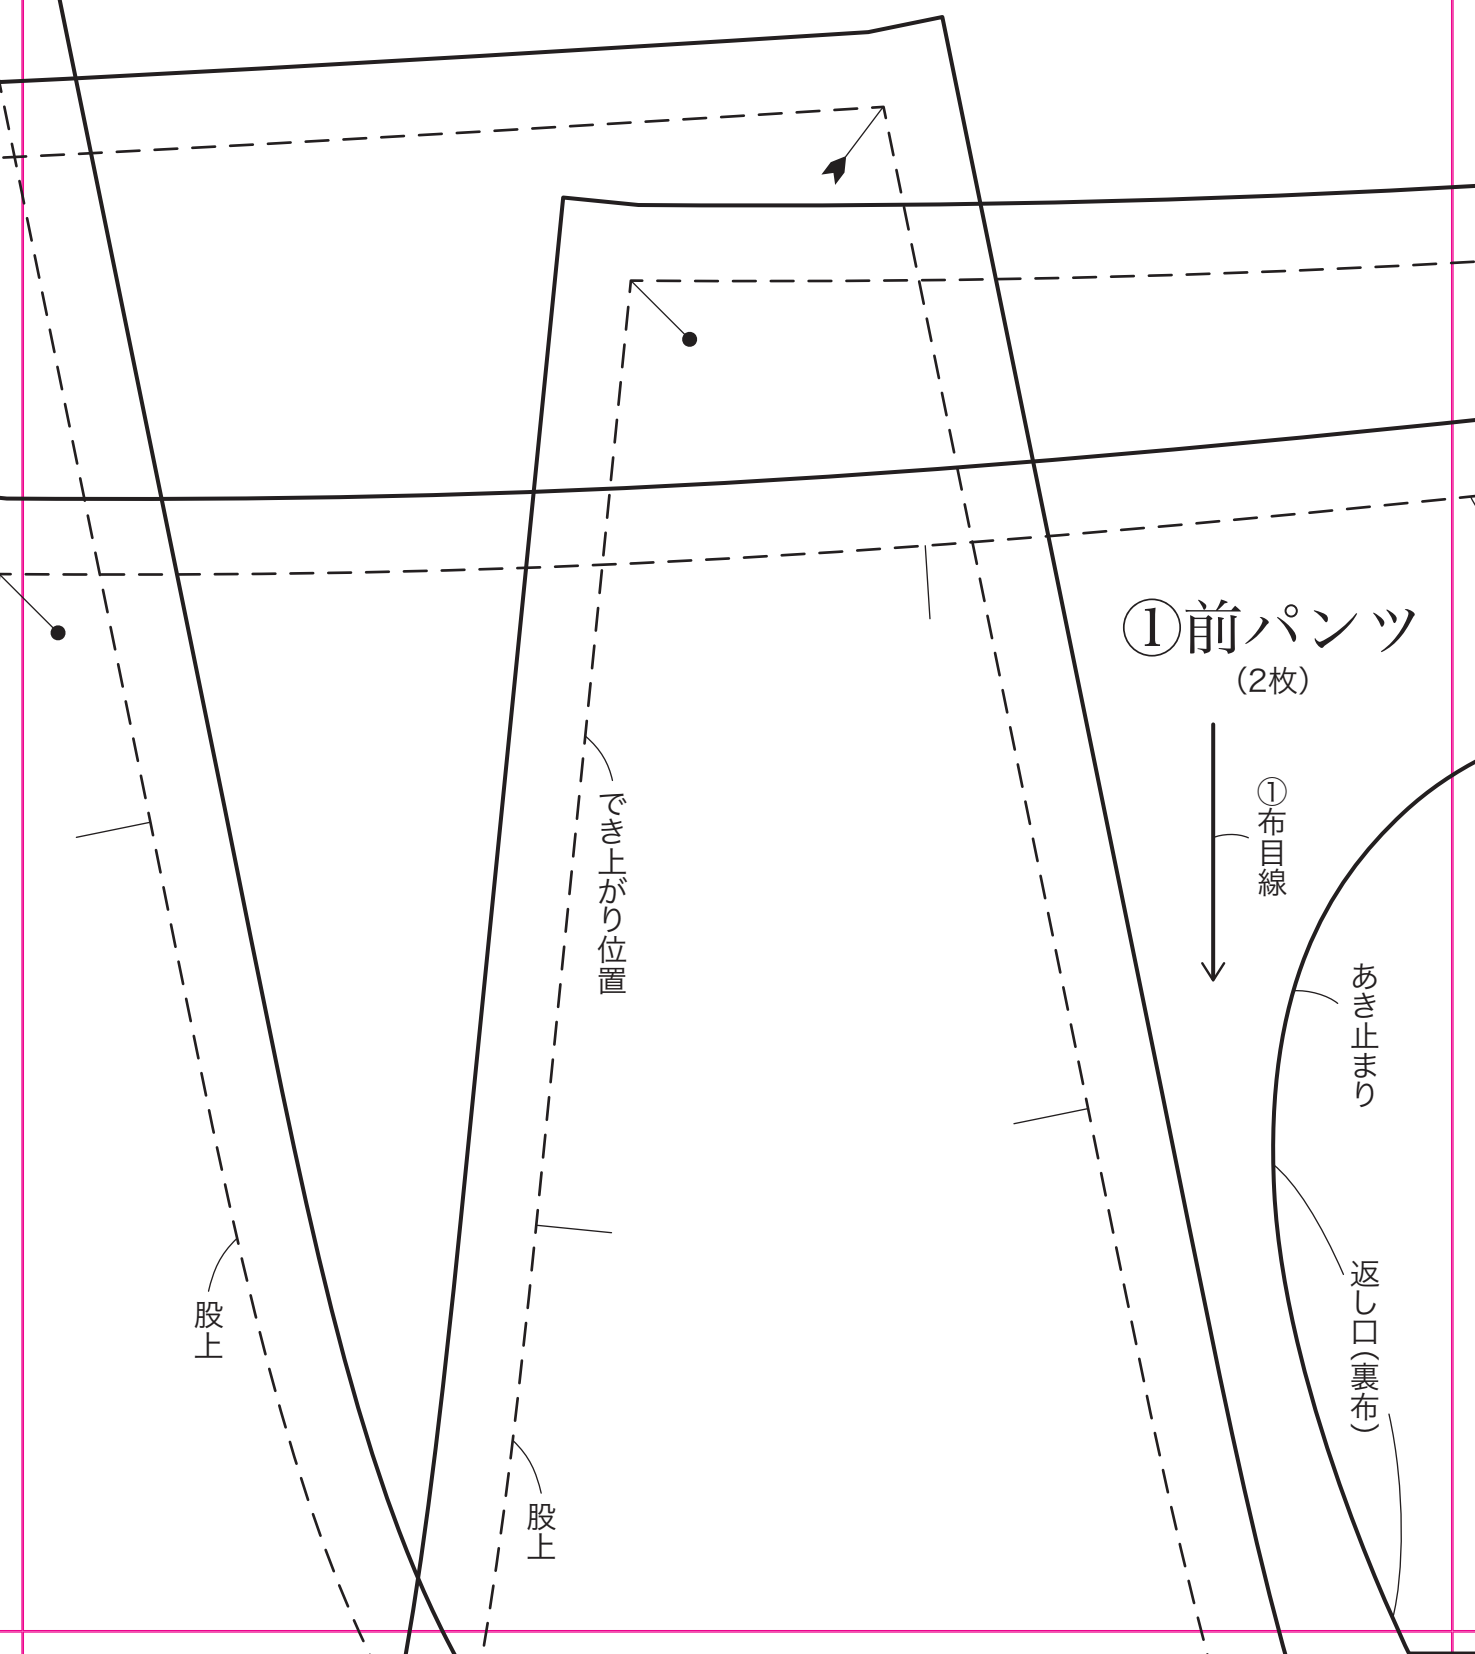 ①前パンツ
（2枚）
①布目線
あき止まり
返し口（裏布）
でき上がり位置
股上
股上